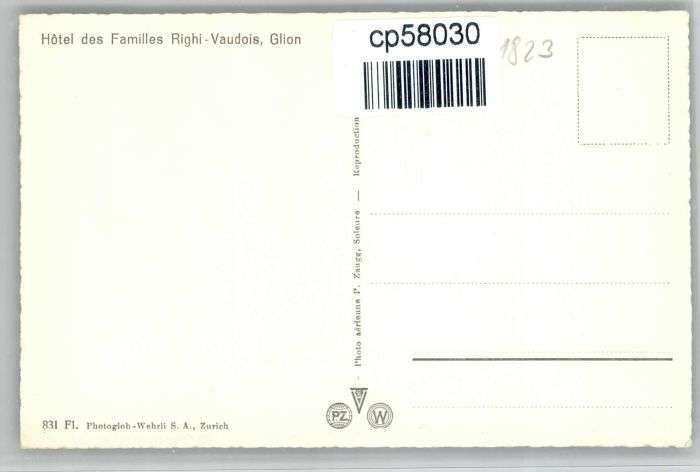 Hôtel des Familles Righi-Vaudois, Glion
cp58030
1823
Photo aérienne P. Zaugg, Soleure — Reproduction
PZ
W
831 Fl. Photoglob-Wehrli S. A., Zurich